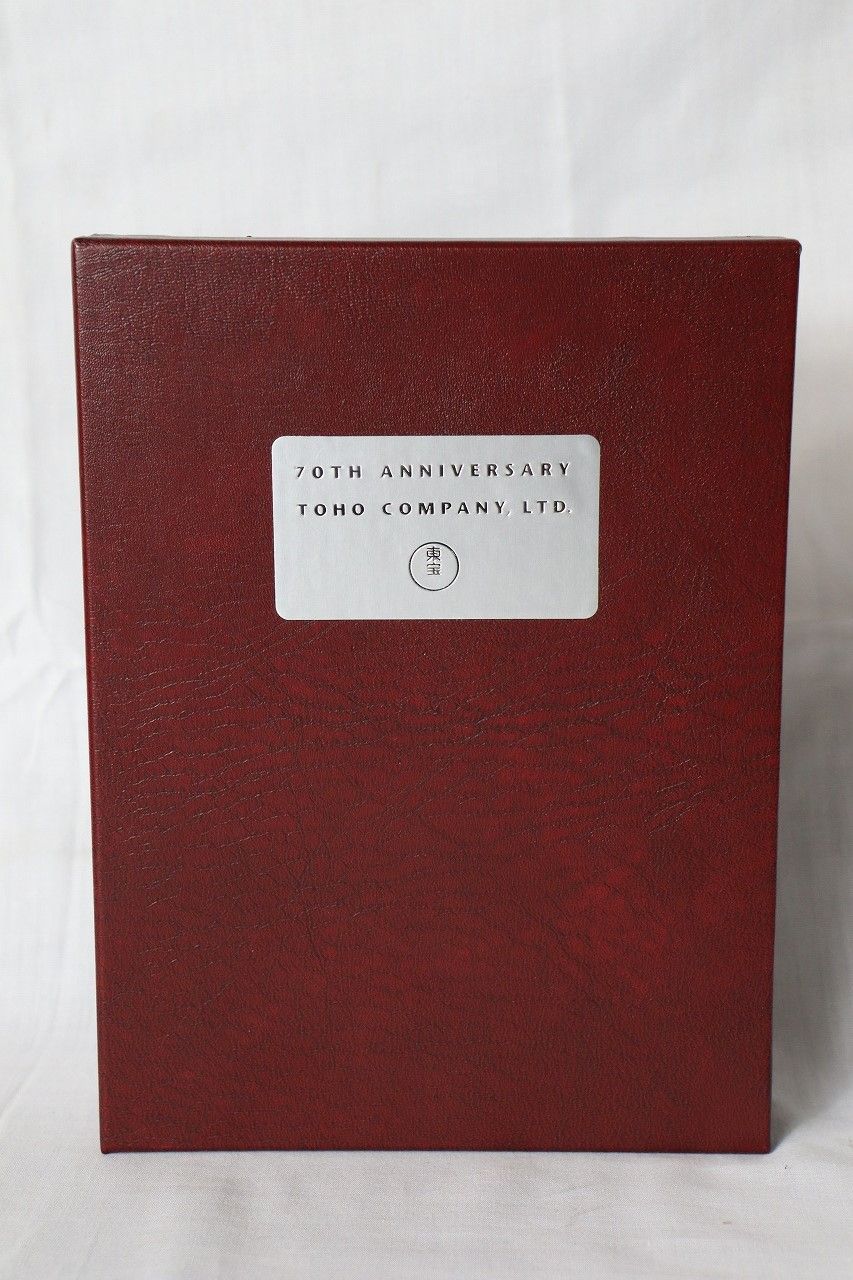 70TH ANNIVERSARY
TOHO COMPANY, LTD.
東
宝